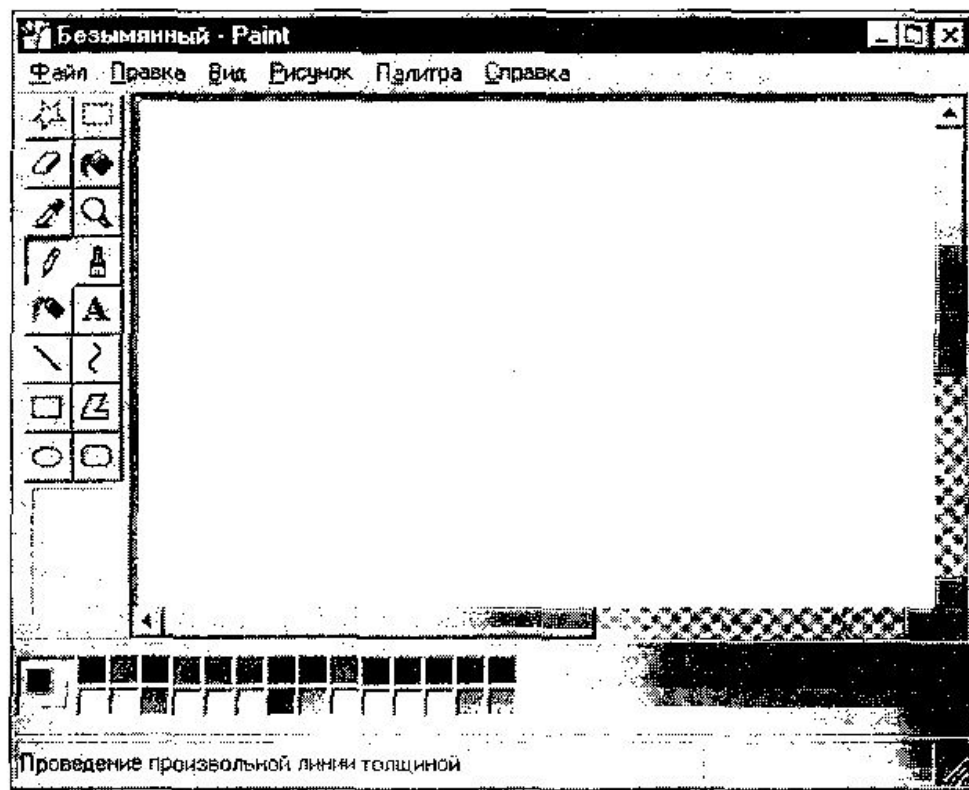 Безымянный - Paint
Файл Правка Вид Рисунок Палитра Справка
A
Проведение произвольной линии толщиной